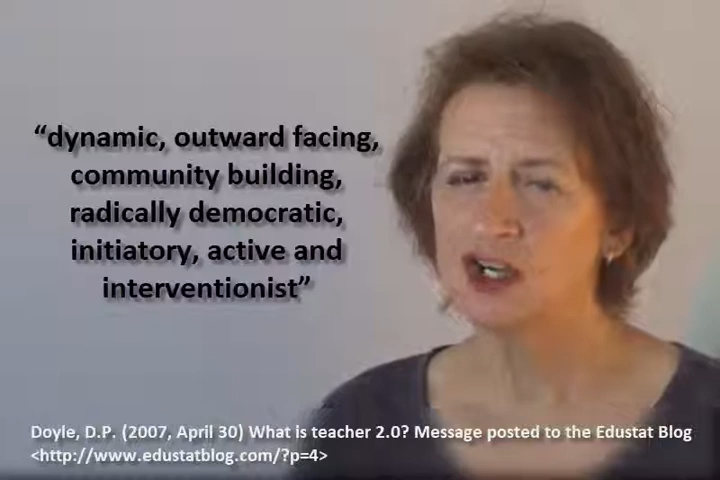 “dynamic, outward facing,
community building,
radically democratic,
initiatory, active and
interventionist”
Doyle, D.P. (2007, April 30) What is teacher 2.0? Message posted to the Edustat Blog
<http://www.edustatblog.com/?p=4>